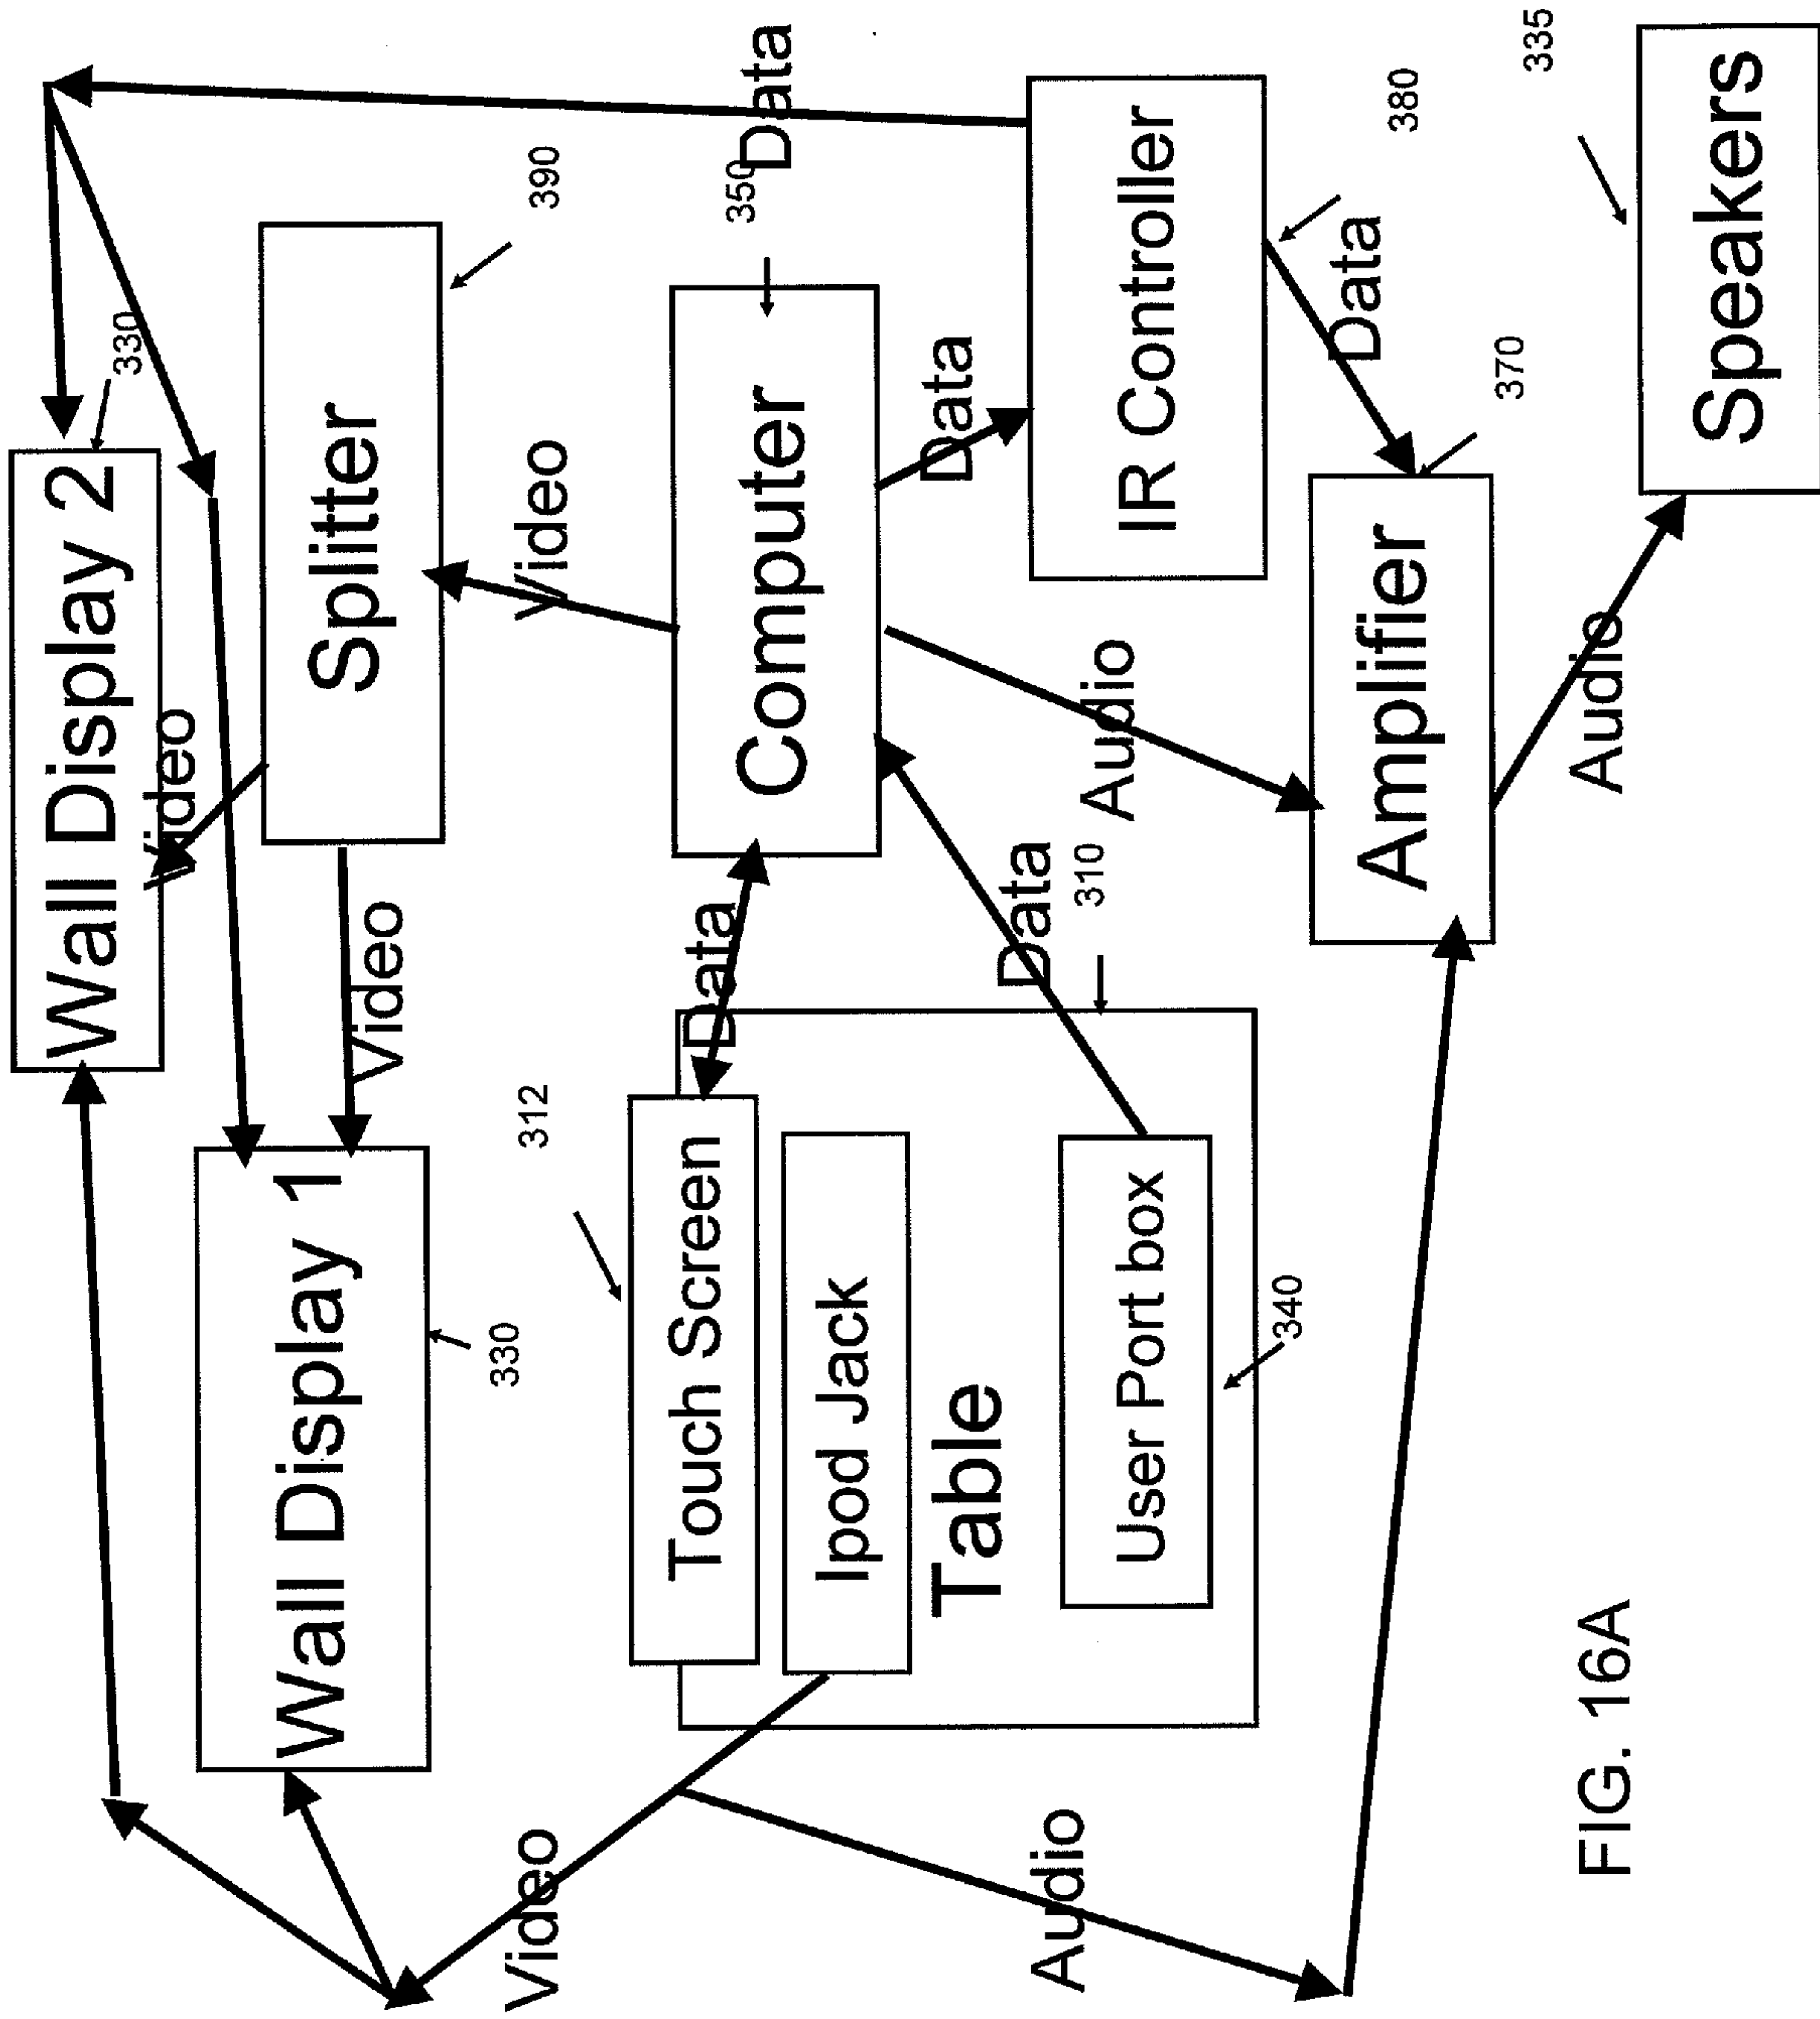 Wall Display 2
330
Video
Wall Display 1
Splitter
Video
330
312
Video
Video
390
Touch Screen
Data
350
Data
Computer
Ipod Jack
Data
Table
Data
Audio
310
Audio
User Port box
IR Controller
340
Data
Amplifier
380
370
335
FIG. 16A
Audio
Speakers